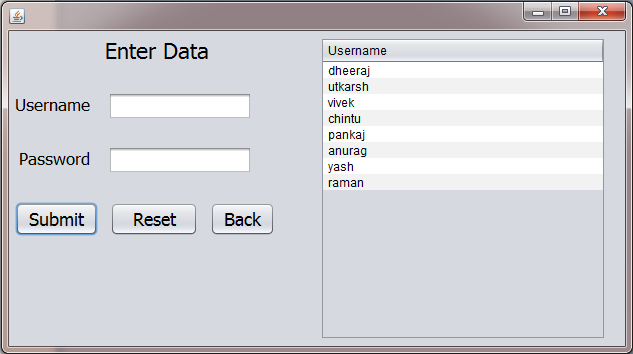 Enter Data
Username
Password
Submit Reset Back
Username
dheeraj
utkarsh
vivek
chintu
pankaj
anurag
yash
raman